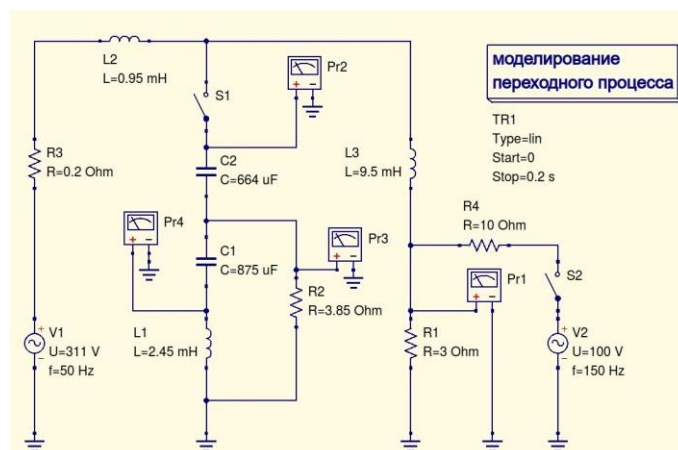 L2
L=0.95 mH
S1
Pr2
моделирование
переходного процесса
TR1
Type=lin
Start=0
Stop=0.2 s
R3
R=0.2 Ohm
C2
C=664 uF
L3
L=9.5 mH
Pr4
C1
C=875 uF
Pr3
R4
R=10 Ohm
S2
Pr1
R2
R=3.85 Ohm
V1
U=311 V
f=50 Hz
L1
L=2.45 mH
R1
R=3 Ohm
V2
U=100 V
f=150 Hz